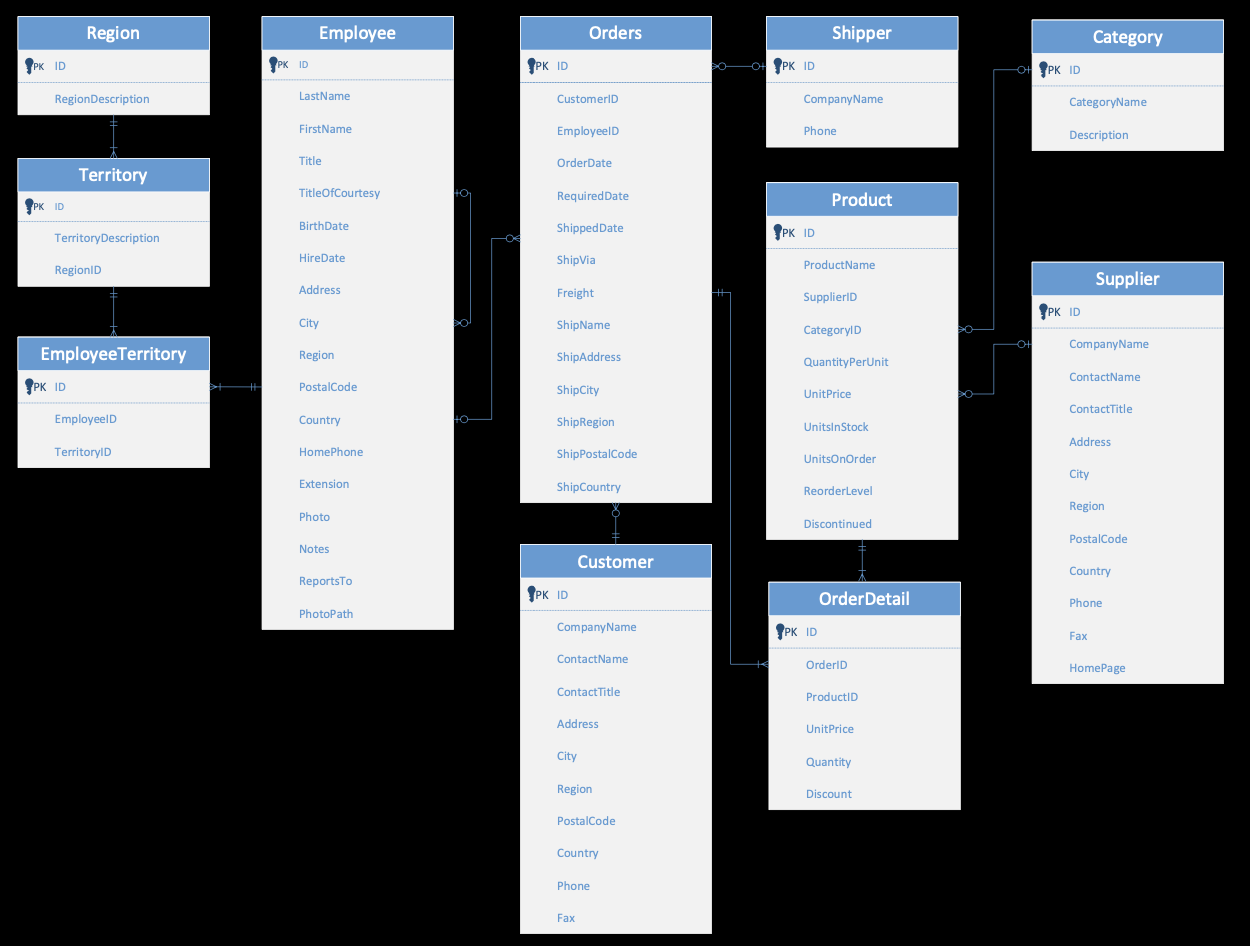 Region
PK ID
RegionDescription
Territory
PK ID
TerritoryDescription
RegionID
EmployeeTerritory
PK ID
EmployeeID
TerritoryID
Employee
PK ID
LastName
FirstName
Title
TitleOfCourtesy
BirthDate
HireDate
Address
City
Region
PostalCode
Country
HomePhone
Extension
Photo
Notes
ReportsTo
PhotoPath
Orders
PK ID
CustomerID
EmployeeID
OrderDate
RequiredDate
ShippedDate
ShipVia
Freight
ShipName
ShipAddress
ShipCity
ShipRegion
ShipPostalCode
ShipCountry
Customer
PK ID
CompanyName
ContactName
ContactTitle
Address
City
Region
PostalCode
Country
Phone
Fax
Shipper
PK ID
CompanyName
Phone
Product
PK ID
ProductName
SupplierID
CategoryID
QuantityPerUnit
UnitPrice
UnitsInStock
UnitsOnOrder
ReorderLevel
Discontinued
OrderDetail
PK ID
OrderID
ProductID
UnitPrice
Quantity
Discount
Category
PK ID
CategoryName
Description
Supplier
PK ID
CompanyName
ContactName
ContactTitle
Address
City
Region
PostalCode
Country
Phone
Fax
HomePage